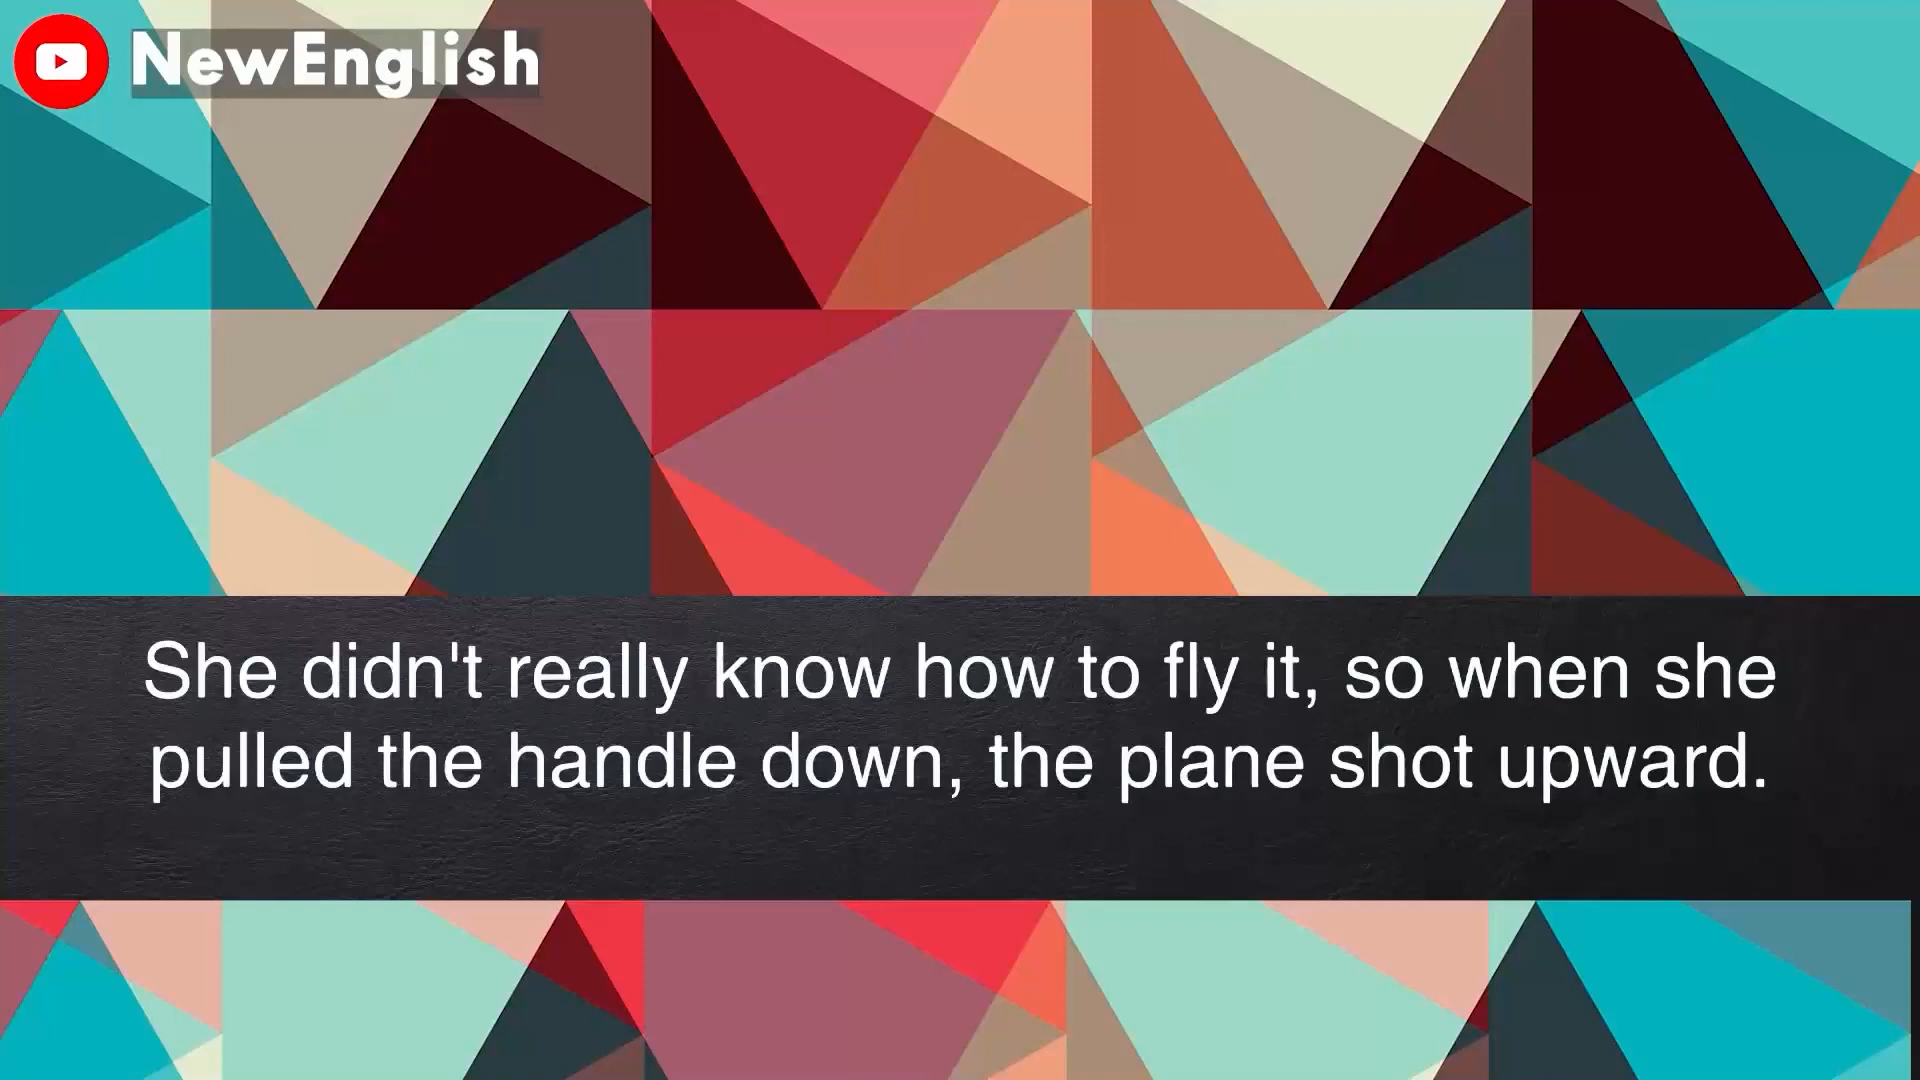 NewEnglish
She didn't really know how to fly it, so when she
pulled the handle down, the plane shot upward.